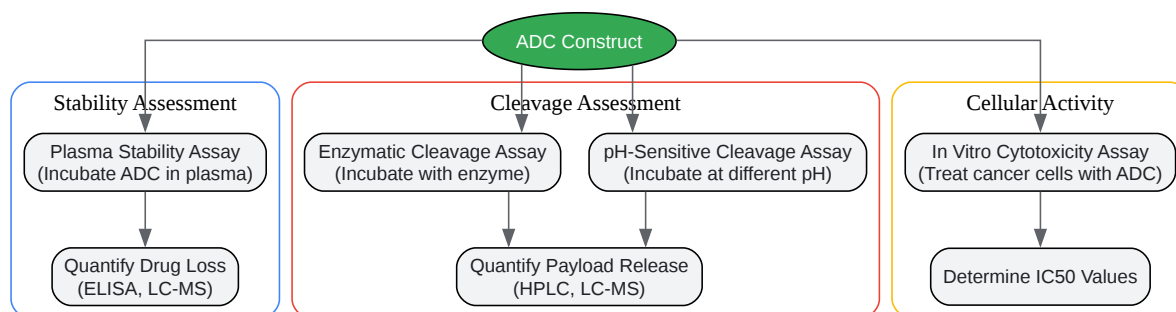 ADC Construct
Stability Assessment
Plasma Stability Assay
(Incubate ADC in plasma)
Quantify Drug Loss
(ELISA, LC-MS)
Cleavage Assessment
Enzymatic Cleavage Assay
(Incubate with enzyme)
pH-Sensitive Cleavage Assay
(Incubate at different pH)
Quantify Payload Release
(HPLC, LC-MS)
Cellular Activity
In Vitro Cytotoxicity Assay
(Treat cancer cells with ADC)
Determine IC50 Values